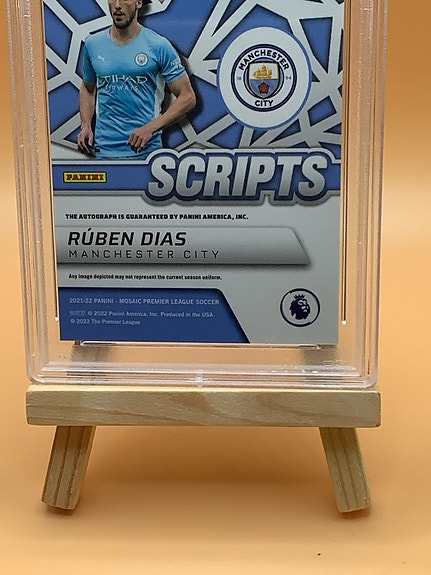 ETIHAD
AIRWAYS
MANCHESTER
CITY
PANINI
SCRIPTS
THE AUTOGRAPH IS GUARANTEED BY PANINI AMERICA, INC.
RÚBEN DIAS
MANCHESTER CITY
Any image depicted may not represent the current season uniform.
2021-22 PANINI - MOSAIC PREMIER LEAGUE SOCCER
© 2022 Panini America, Inc. Produced in the USA.
© 2022 The Premier League